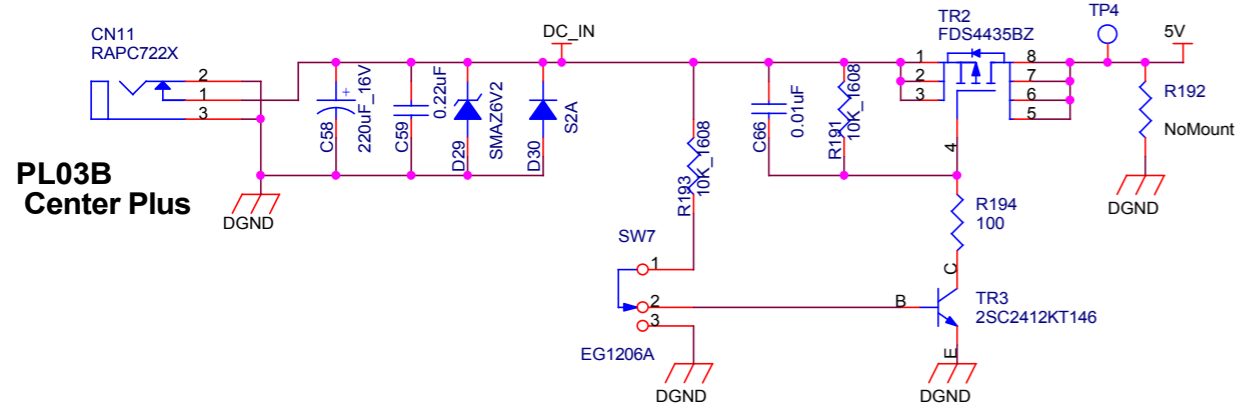 CN11
RAPC722X
2
1
3
PL03B
Center Plus
DGND
+
C58
220uF_16V
C59
0.22uF
D29
SMAZ6V2
D30
S2A
DC_IN
R193
10K_1608
C66
0.01uF
R191
10K_1608
TR2
FDS4435BZ
1
2
3
8
7
6
5
4
TP4
5V
R192
NoMount
DGND
R194
100
SW7
1
2
3
EG1206A
DGND
B
C
E
TR3
2SC2412KT146
DGND